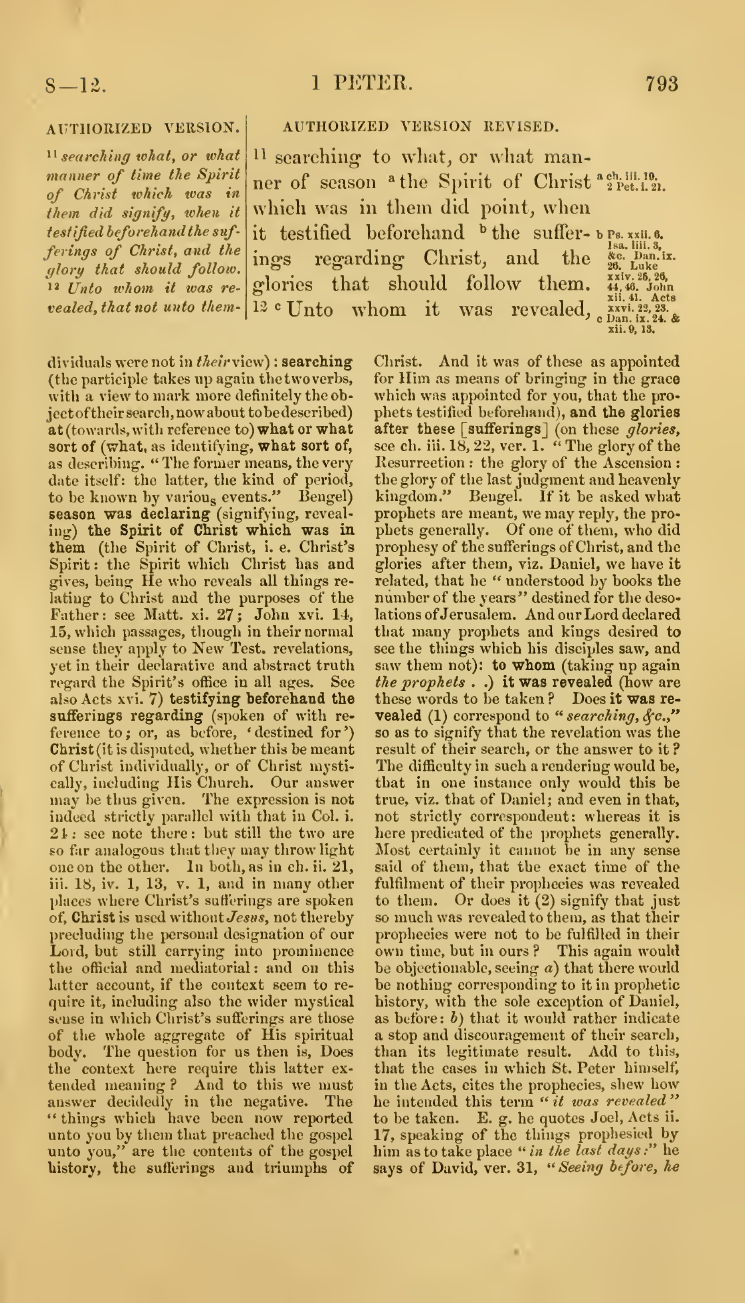 8—12.
1 PETER.
793
AUTHORIZED VERSION.
11 searching what, or what
manner of time the Spirit
of Christ which was in
them did signify, when it
testified beforehand the suf-
ferings of Christ, and the
glory that should follow.
12 Unto whom it was re-
vealed, that not unto them-
AUTHORIZED VERSION REVISED.
11 searching to what, or what man-
ner of season a the Spirit of Christ
which was in them did point, when
it testified beforehand b the suffer-
ings regarding Christ, and the
glories that should follow.
12 c Unto whom it was revealed,
a ch. iii. 19.
2 Pet. i. 21.
b Ps. xxii. 6.
Isa. liii. 3,
&c. Dan. ix.
26. Luke
xxiv. 25, 26,
44, 46. John
xii. 41. Acts
xxvi. 22, 23.
c Dan. ix. 24. &
xii. 9, 13.
dividuals were not in their view) : searching
(the participle takes up again the two verbs,
with a view to mark more definitely the ob-
ject of their search, now about to be described)
at (towards, with reference to) what or what
sort of (what, as identifying, what sort of,
as describing. “The former means, the very
date itself: the latter, the kind of period,
to be known by various events.” Bengel)
season was declaring (signifying, reveal-
ing) the Spirit of Christ which was in
them (the Spirit of Christ, i. e. Christ's
Spirit: the Spirit which Christ has and
gives, being He who reveals all things re-
lating to Christ and the purposes of the
Father: see Matt. xi. 27; John xvi. 14,
15, which passages, though in their normal
sense they apply to New Test. revelations,
yet in their declarative and abstract truth
regard the Spirit's office in all ages. See
also Acts xvi. 7) testifying beforehand the
sufferings regarding (spoken of with re-
ference to; or, as before, ‘destined for’)
Christ (it is disputed, whether this be meant
of Christ individually, or of Christ mysti-
cally, including His Church. Our answer
may be thus given. The expression is not
indeed strictly parallel with that in Col. i.
24: see note there: but still the two are
so far analogous that they may throw light
one on the other. In both, as in ch. ii. 21,
iii. 18, iv. 1, 13, v. 1, and in many other
places where Christ's sufferings are spoken
of, Christ is used without Jesus, not thereby
precluding the personal designation of our
Lord, but still carrying into prominence
the official and mediatorial: and on this
latter account, if the context seem to re-
quire it, including also the wider mystical
sense in which Christ's sufferings are those
of the whole aggregate of His spiritual
body. The question for us then is, Does
the context here require this latter ex-
tended meaning? And to this we must
answer decidedly in the negative. The
“things which have been now reported
unto you by them that preached the gospel
unto you,” are the contents of the gospel
history, the sufferings and triumphs of
Christ. And it was of these as appointed
for Him as means of bringing in the grace
which was appointed for you, that the pro-
phets testified beforehand), and the glories
after these [sufferings] (on these glories,
see ch. iii. 18, 22, ver. 1. “The glory of the
Resurrection : the glory of the Ascension :
the glory of the last judgment and heavenly
kingdom.” Bengel. If it be asked what
prophets are meant, we may reply, the pro-
phets generally. Of one of them, who did
prophesy of the sufferings of Christ, and the
glories after them, viz. Daniel, we have it
related, that he “understood by books the
number of the years” destined for the deso-
lations of Jerusalem. And our Lord declared
that many prophets and kings desired to
see the things which his disciples saw, and
saw them not): to whom (taking up again
the prophets . .) it was revealed (how are
these words to be taken? Does it was re-
vealed (1) correspond to “searching, &c.,”
so as to signify that the revelation was the
result of their search, or the answer to it?
The difficulty in such a rendering would be,
that in one instance only would this be
true, viz. that of Daniel; and even in that,
not strictly correspondent: whereas it is
here predicated of the prophets generally.
Most certainly it cannot be in any sense
said of them, that the exact time of the
fulfilment of their prophecies was revealed
to them. Or does it (2) signify that just
so much was revealed to them, as that their
prophecies were not to be fulfilled in their
own time, but in ours? This again would
be objectionable, seeing a) that there would
be nothing corresponding to it in prophetic
history, with the sole exception of Daniel,
as before: b) that it would rather indicate
a stop and discouragement of their search,
than its legitimate result. Add to this,
that the cases in which St. Peter himself,
in the Acts, cites the prophecies, shew how
he intended this term “it was revealed”
to be taken. E. g. he quotes Joel, Acts ii.
17, speaking of the things prophesied by
him as to take place “in the last days:” he
says of David, ver. 31, “Seeing before, he